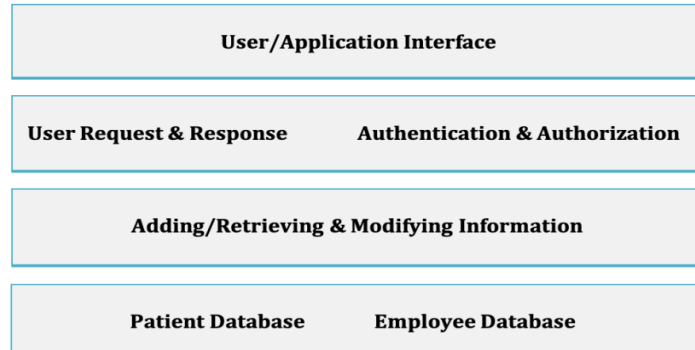 User/Application Interface
User Request & Response Authentication & Authorization
Adding/Retrieving & Modifying Information
Patient Database Employee Database